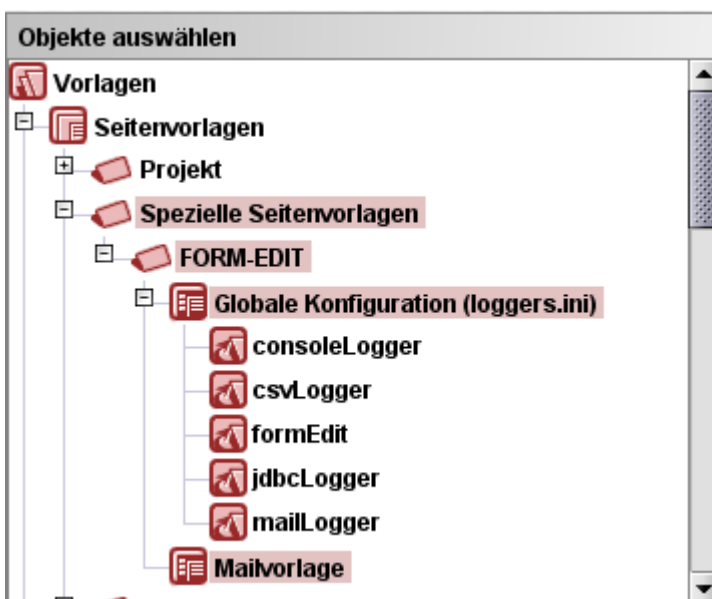 Objekte auswählen
Vorlagen
Seitenvorlagen
Projekt
Spezielle Seitenvorlagen
FORM-EDIT
Globale Konfiguration (loggers.ini)
consoleLogger
csvLogger
formEdit
jdbcLogger
mailLogger
Mailvorlage